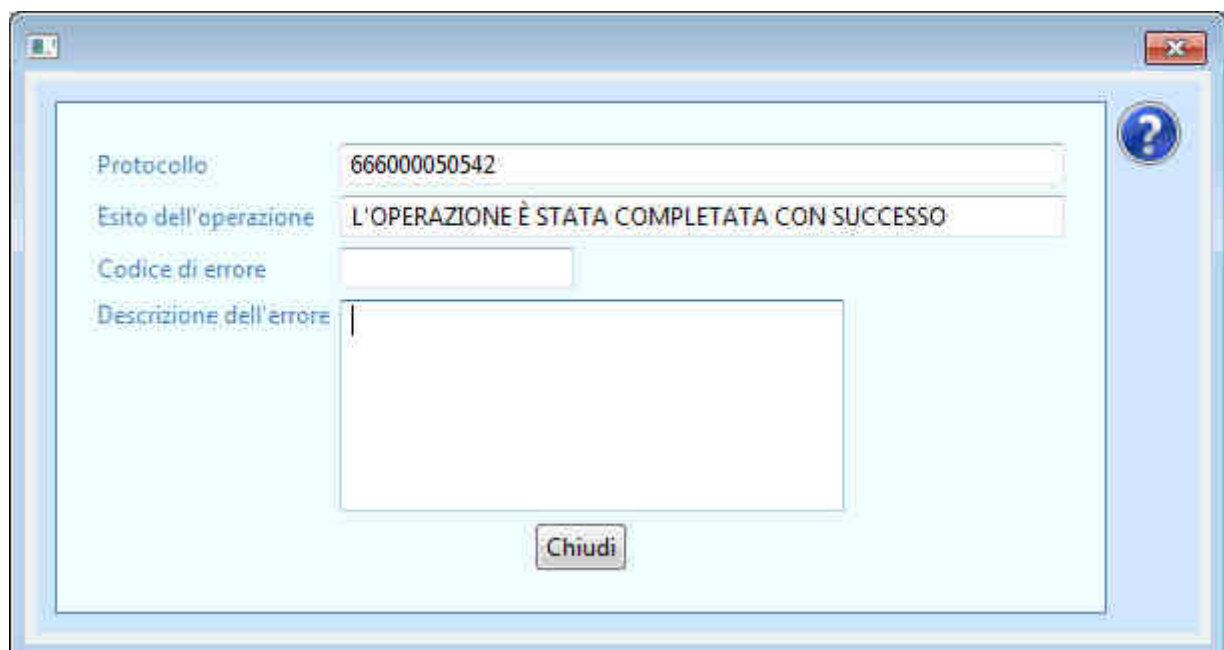 Protocollo 666000050542
Esito dell'operazione L'OPERAZIONE È STATA COMPLETATA CON SUCCESSO
Codice di errore
Descrizione dell'errore
Chiudi